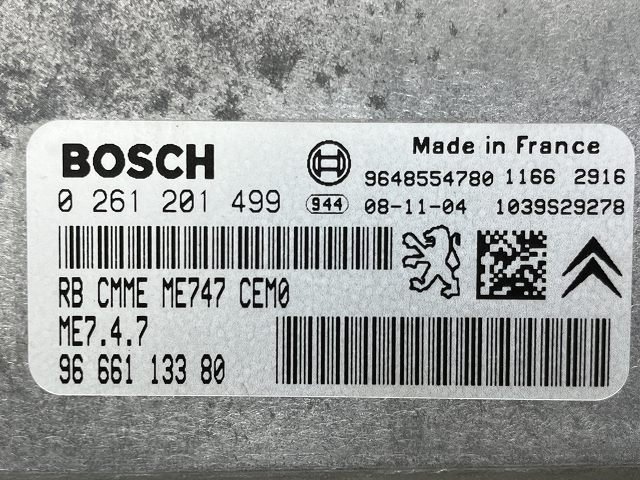 BOSCH
Made in France
9648554780 1166 2916
0 261 201 499
944 08-11-04 1039S29278
RB CMME ME747 CEM0
ME7.4.7
96 661 133 80